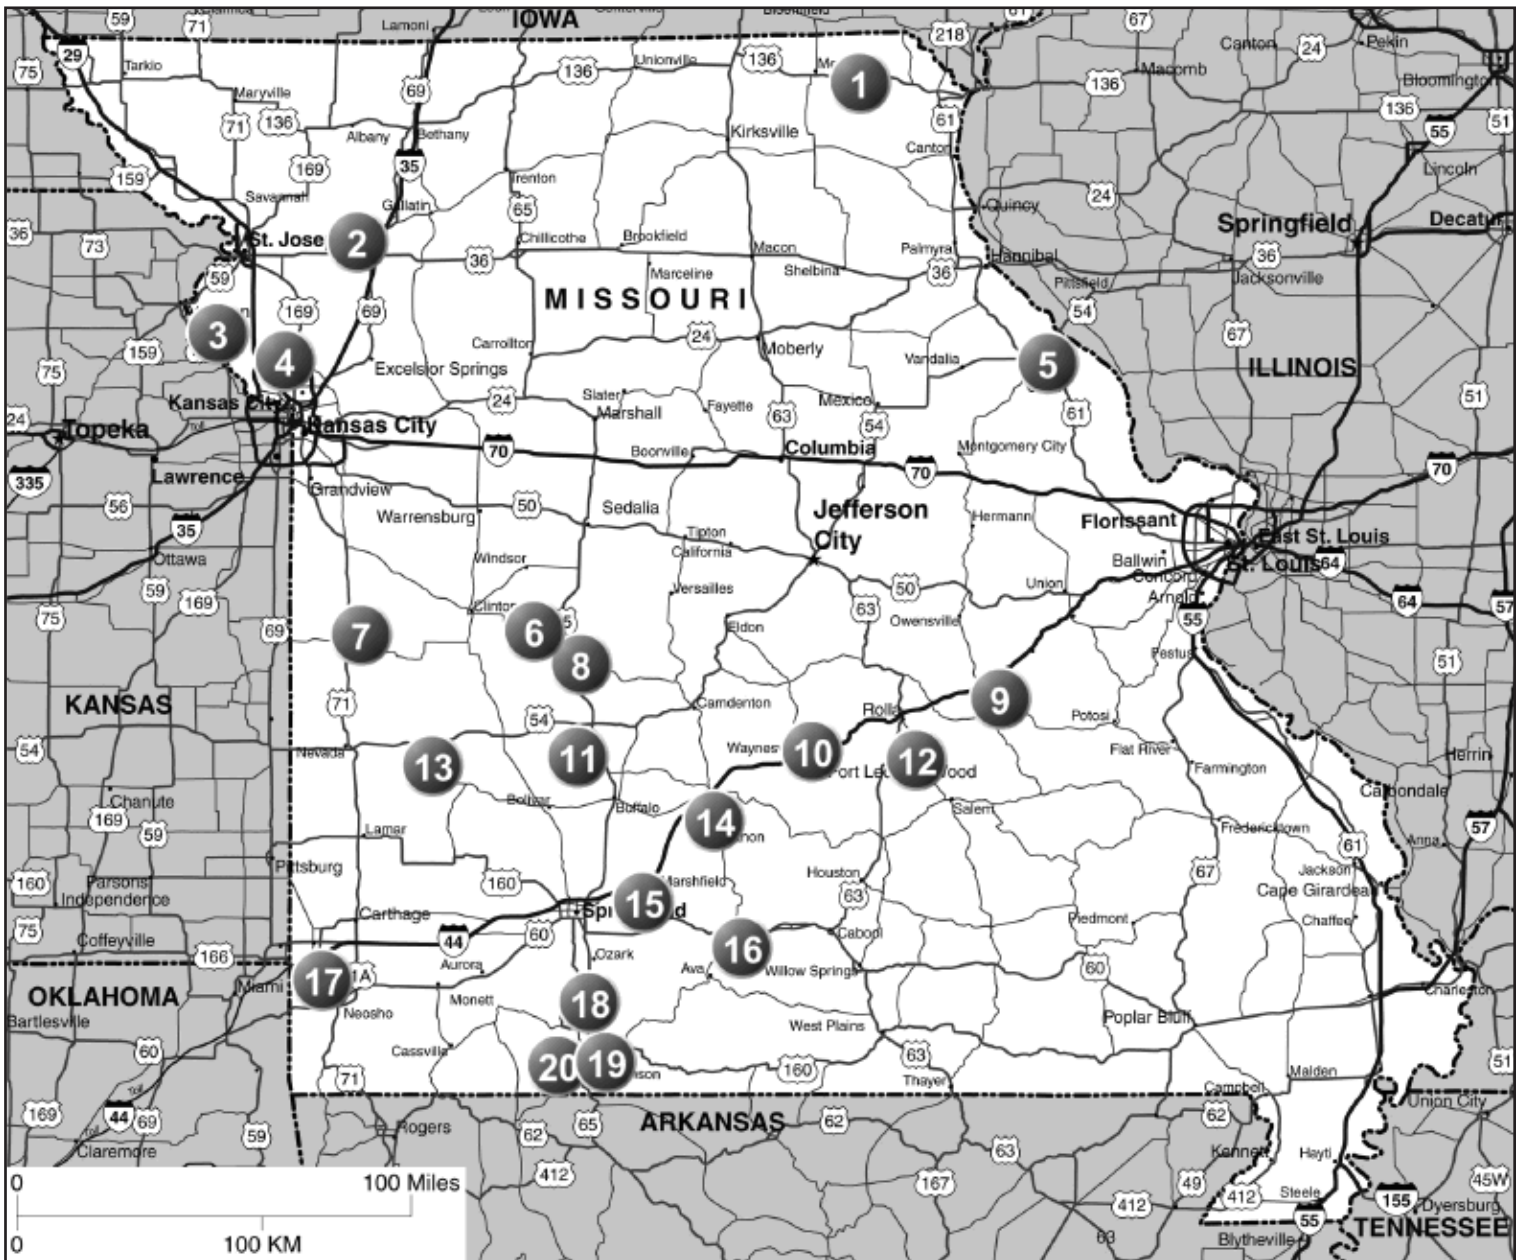 IOWA
59
71
Lamoni
218
61
67
Canton
24
Pekin
29
75
Tarkio
69
136
Unionville
136
Macomb
136
Bloomington
136
Maryville
1
71
136
Albany
Bethany
Kirksville
61
55
51
35
Canton
Lincoln
159
169
Trenton
Savannah
Gallatin
65
24
Quincy
36
73
2
Chillicothe
Brookfield
Macon
Palmyra
Springfield
Decatur
36
36
Hannibal
36
59
Marceline
Shelbina
Pittsfield
Jacksonville
MISSOURI
169
69
54
3
24
67
159
4
Carrollton
Moberly
Vandalia
5
ILLINOIS
75
Excelsior Springs
Slater
Kansas City
24
Marshall
Fayette
63
Mexico
61
51
24
Topeka
Toll
Kansas City
54
70
Boonville
Columbia
Montgomery City
70
70
335
Lawrence
Grandview
56
50
Sedalia
Jefferson
City
Hermann
Florissant
Warrensburg
35
Tipton
California
East St. Louis
Ottawa
Windsor
Ballwin
St. Louis
64
Concord
Arnold
59
169
Versailles
Union
50
64
57
75
Clinton
6
63
Owensville
55
69
7
Eldon
8
Festus
51
KANSAS
71
Camdenton
Rolla
9
Potosi
54
54
Nevada
Waynes
10
12
Flat River
Herrin
13
11
Fort Leo
Wood
Farmington
Chanute
Bolivar
Buffalo
Salem
Carbondale
169
59
Lamar
14
Fredericktown
61
Anna
57
Pittsburg
Houston
67
Jackson
160
Parsons
Independence
160
Marshfield
63
Cape Girardeau
75
Carthage
15
Piedmont
Chaffee
Coffeyville
44
60
Cabool
166
Aurora
Ozark
16
Ava
Willow Springs
60
17
1A
OKLAHOMA
Miami
Monett
18
Charleston
Bartlesville
Neosho
West Plains
Poplar Bluff
60
Cassville
20
19
63
51
Toll
71
160
Thayer
Malden
Campbell
44
169
69
59
ARKANSAS
62
62
Union City
Toll
Rogers
62
65
Claremore
63
Kennett
Hayti
412
167
49
45W
0
100 Miles
412
412
Steele
155
Dyersburg
0
100 KM
63
55
TENNESSEE
Blytheville